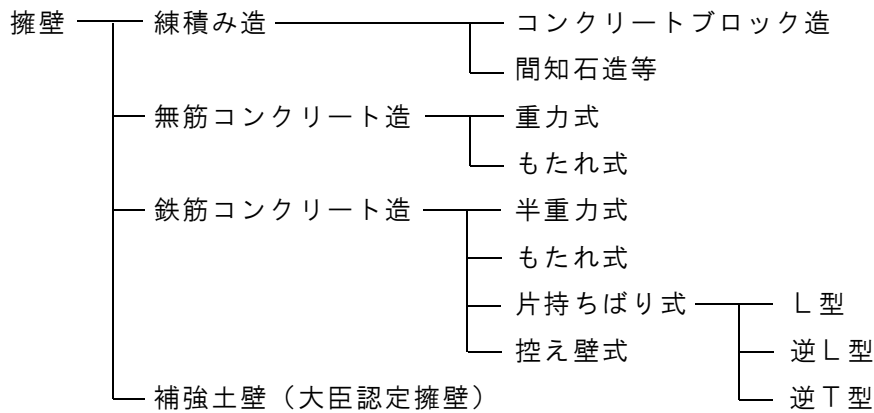 擁壁 練積み造 コンクリートブロック造
間知石造等
無筋コンクリート造 重力式
もたれ式
鉄筋コンクリート造 半重力式
もたれ式
片持ちばり式 L型
控え壁式 逆L型
補強土壁（大臣認定擁壁） 逆T型